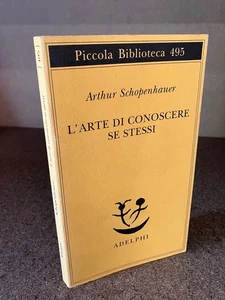 Piccola Biblioteca 495
Arthur Schopenhauer
L'ARTE DI CONOSCERE
SE STESSI
ADELPHI